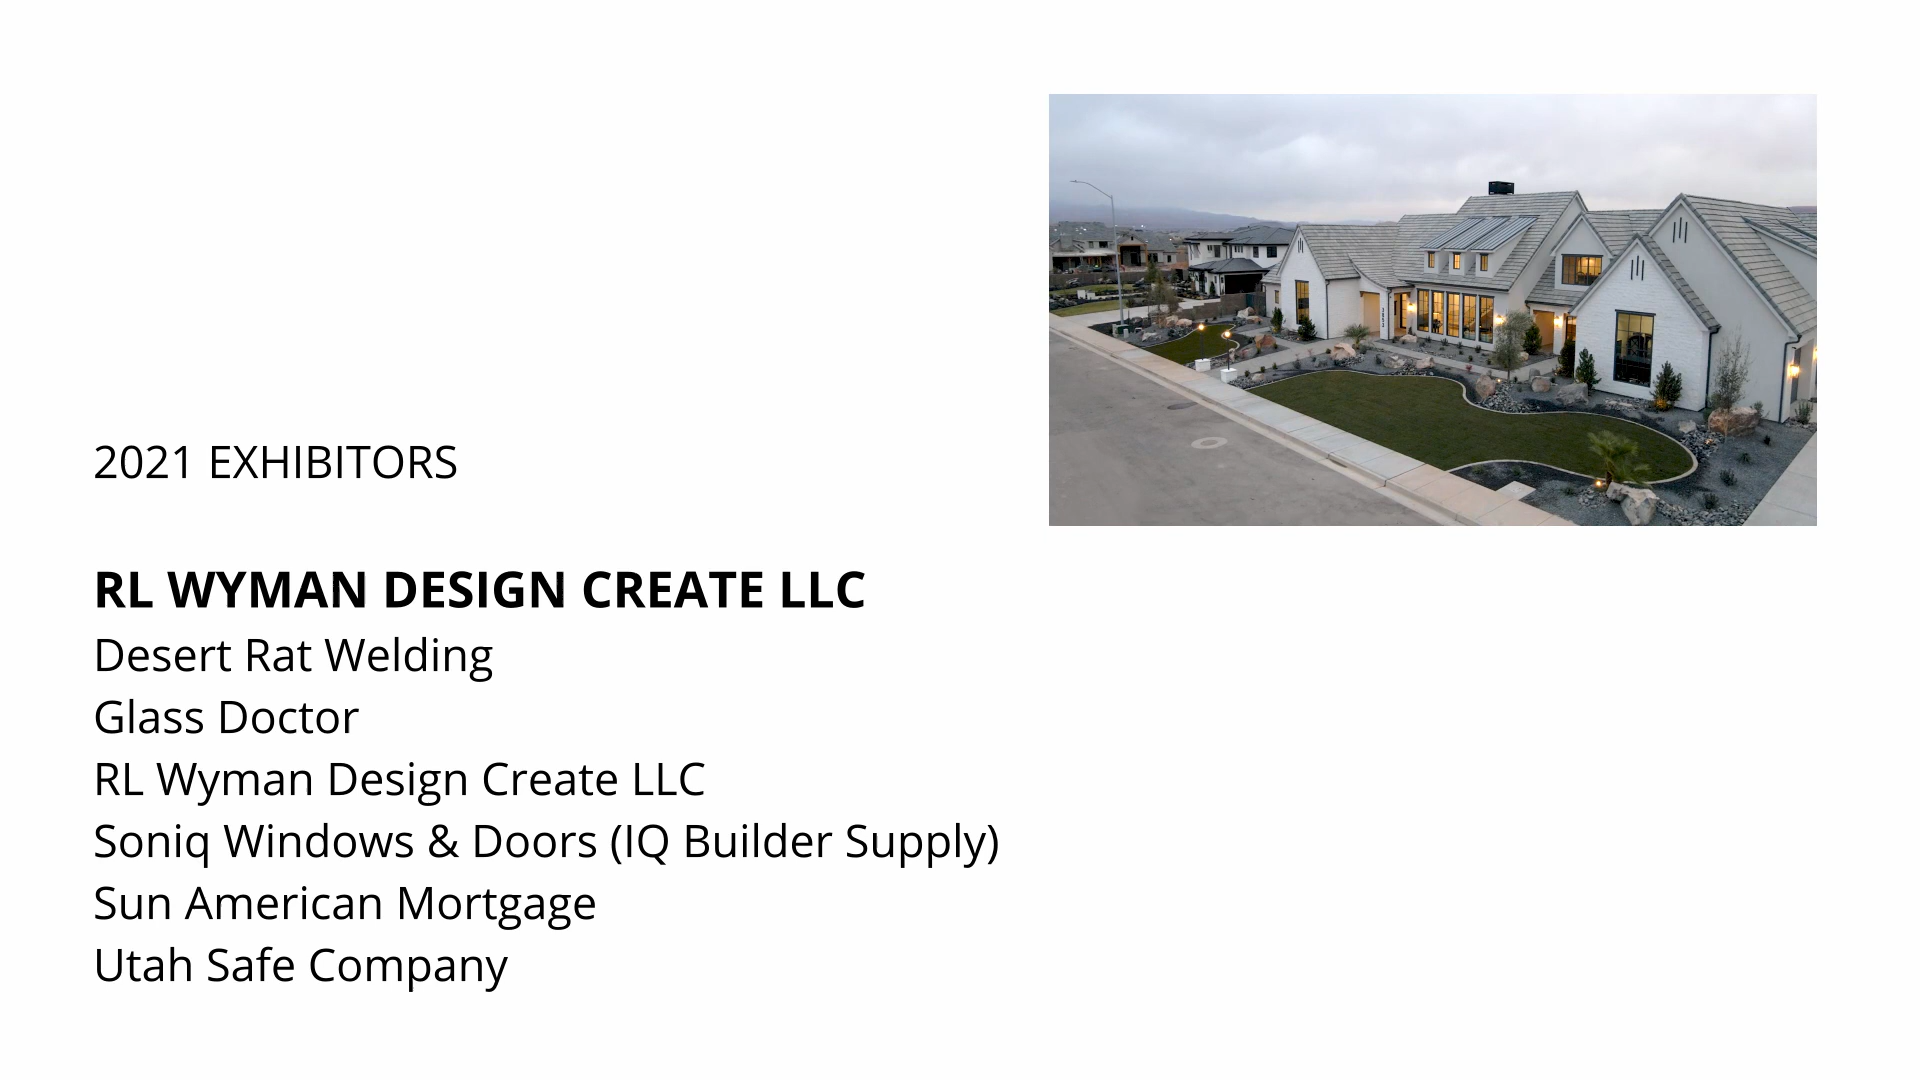 2021 EXHIBITORS
RL WYMAN DESIGN CREATE LLC
Desert Rat Welding
Glass Doctor
RL Wyman Design Create LLC
Soniq Windows & Doors (IQ Builder Supply)
Sun American Mortgage
Utah Safe Company